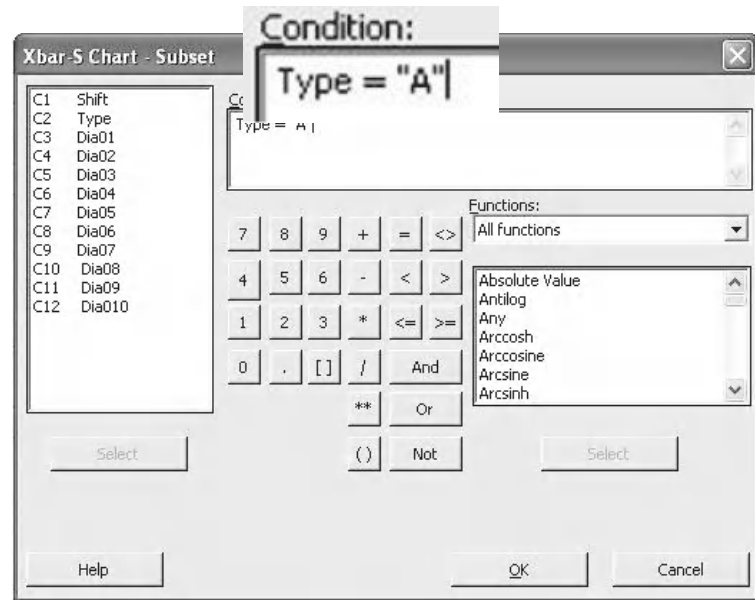 Condition:
Type = "A"
Xbar-S Chart - Subset
C1 Shift
C2 Type
C3 Dia01
C4 Dia02
C5 Dia03
C6 Dia04
C7 Dia05
C8 Dia06
C9 Dia07
C10 Dia08
C11 Dia09
C12 Dia010
Select
Type = "A"
7 8 9 + = <>
4 5 6 - < >
1 2 3 * <= >=
0 . [] / And
** Or
() Not
Functions:
All functions
Absolute Value
Antilog
Any
Arccosh
Arccosine
Arcsine
Arcsinh
Select
Help
OK
Cancel